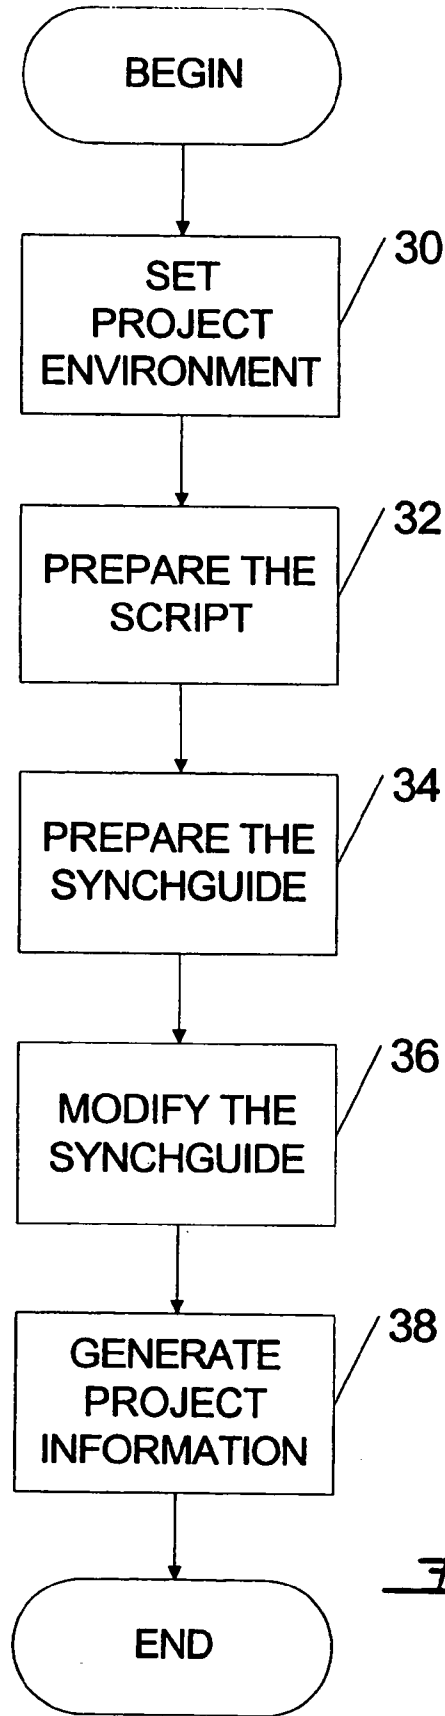 BEGIN
30
SET
PROJECT
ENVIRONMENT
32
PREPARE THE
SCRIPT
34
PREPARE THE
SYNCHGUIDE
36
MODIFY THE
SYNCHGUIDE
38
GENERATE
PROJECT
INFORMATION
END